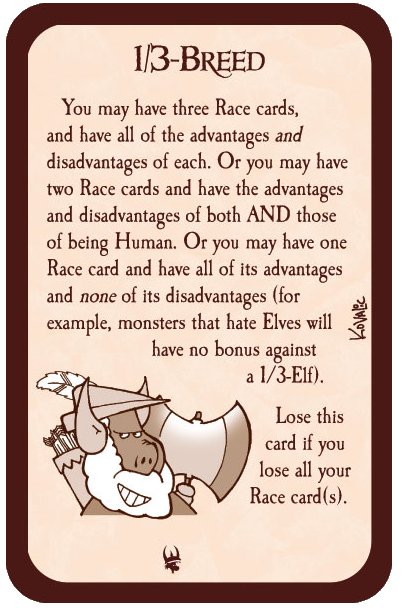 1/3-Breed
You may have three Race cards,
and have all of the advantages and
disadvantages of each. Or you may have
two Race cards and have the advantages
and disadvantages of both AND those
of being Human. Or you may have one
Race card and have all of its advantages
and none of its disadvantages (for
example, monsters that hate Elves will
have no bonus against
a 1/3-Elf).
Kovalic
Lose this
card if you
lose all your
Race card(s).